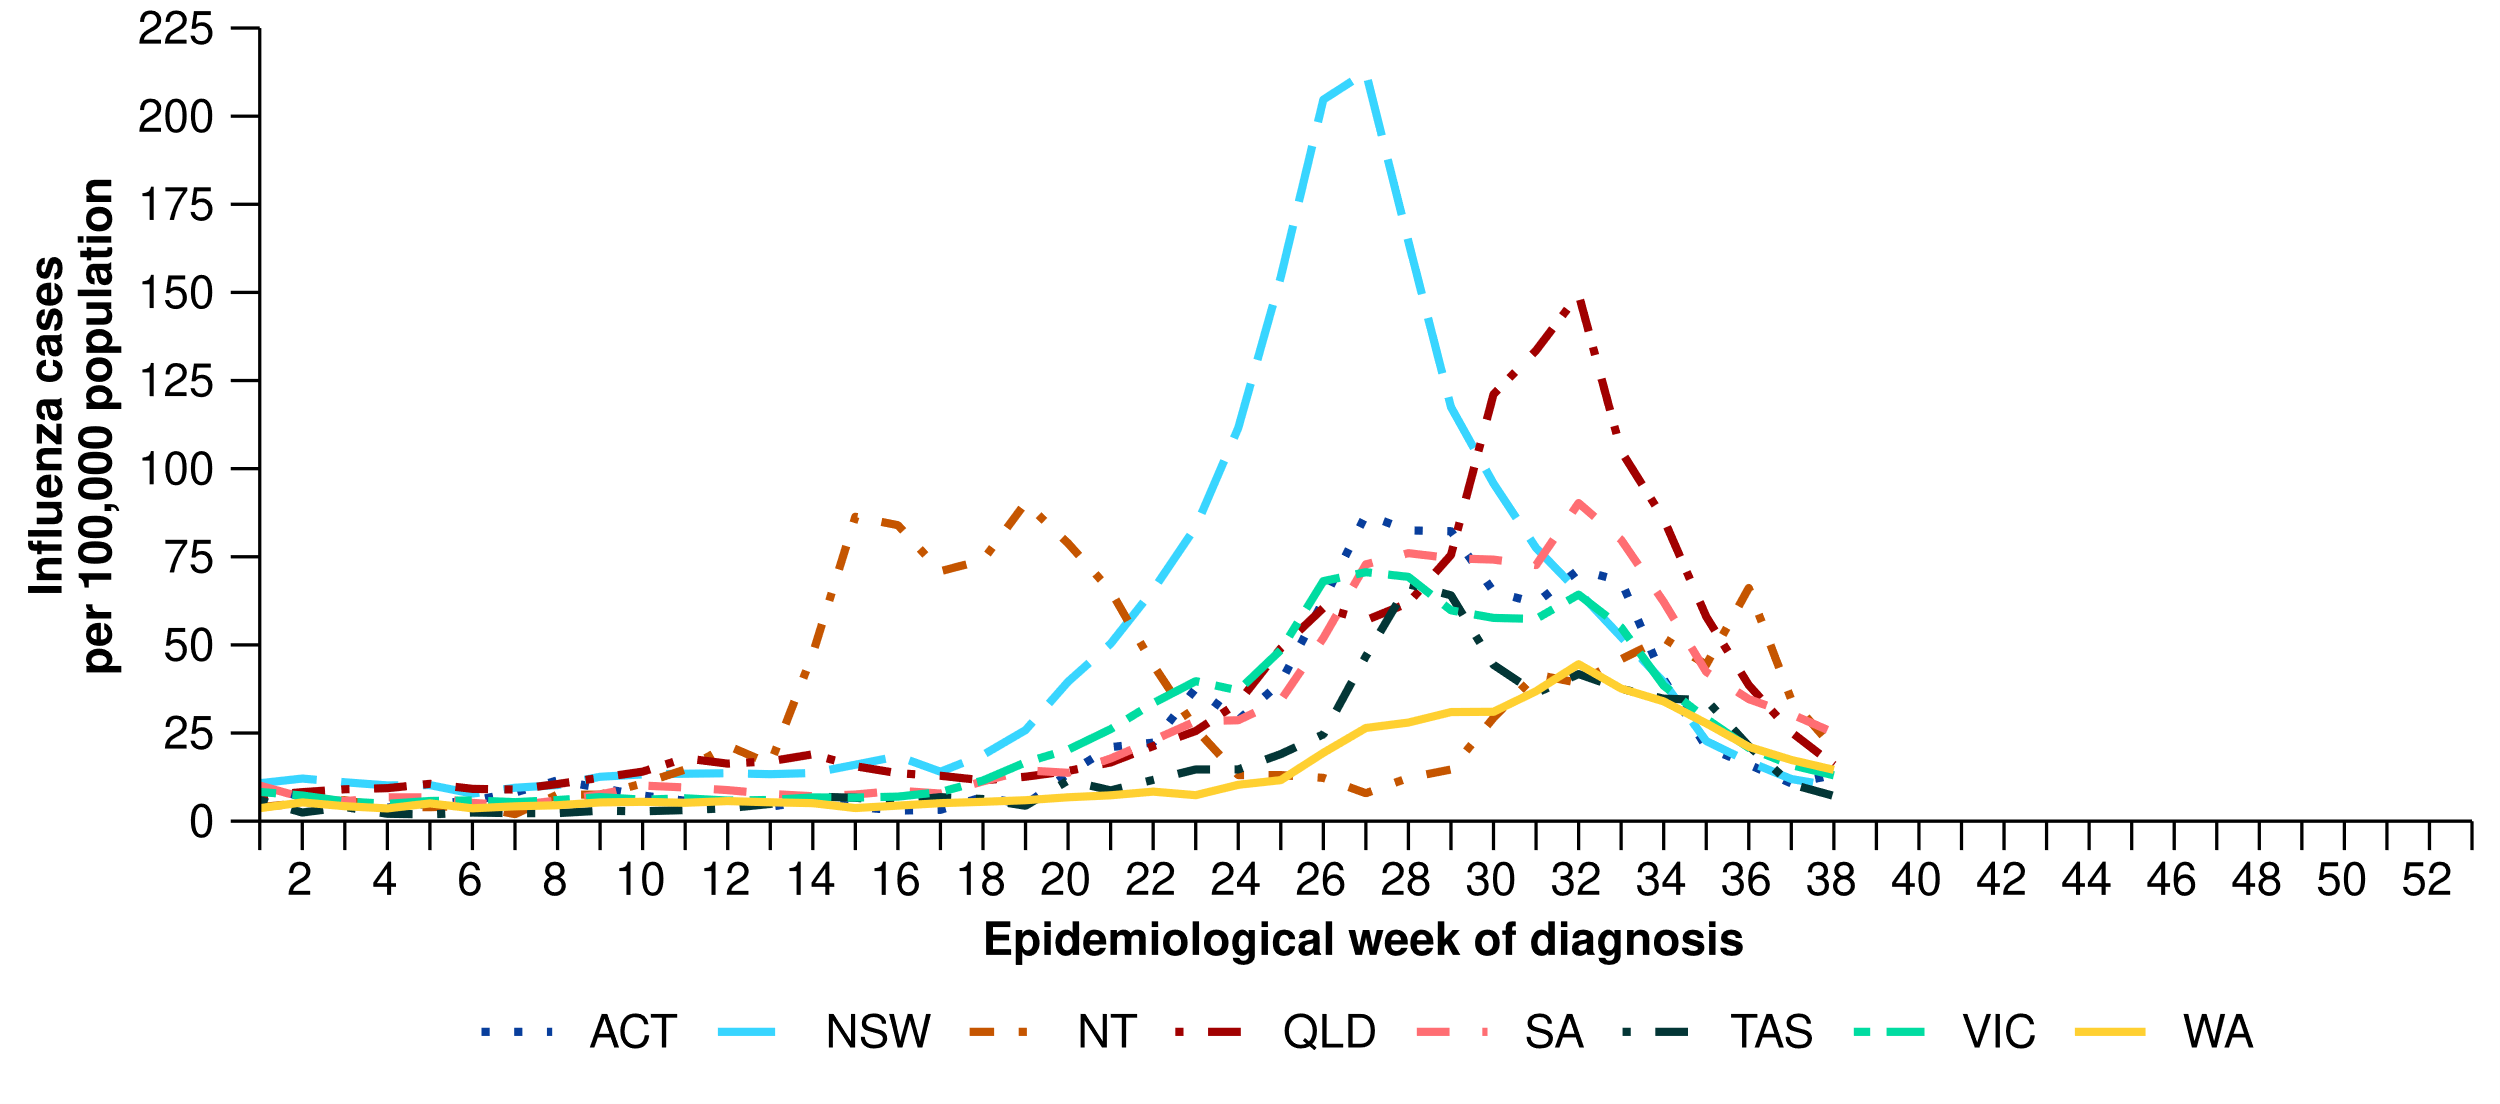 Influenza cases
per 100,000 population
225
200
175
150
125
100
75
50
25
0
2 4 6 8 10 12 14 16 18 20 22 24 26 28 30 32 34 36 38 40 42 44 46 48 50 52
Epidemiological week of diagnosis
ACT NSW NT QLD SA TAS VIC WA